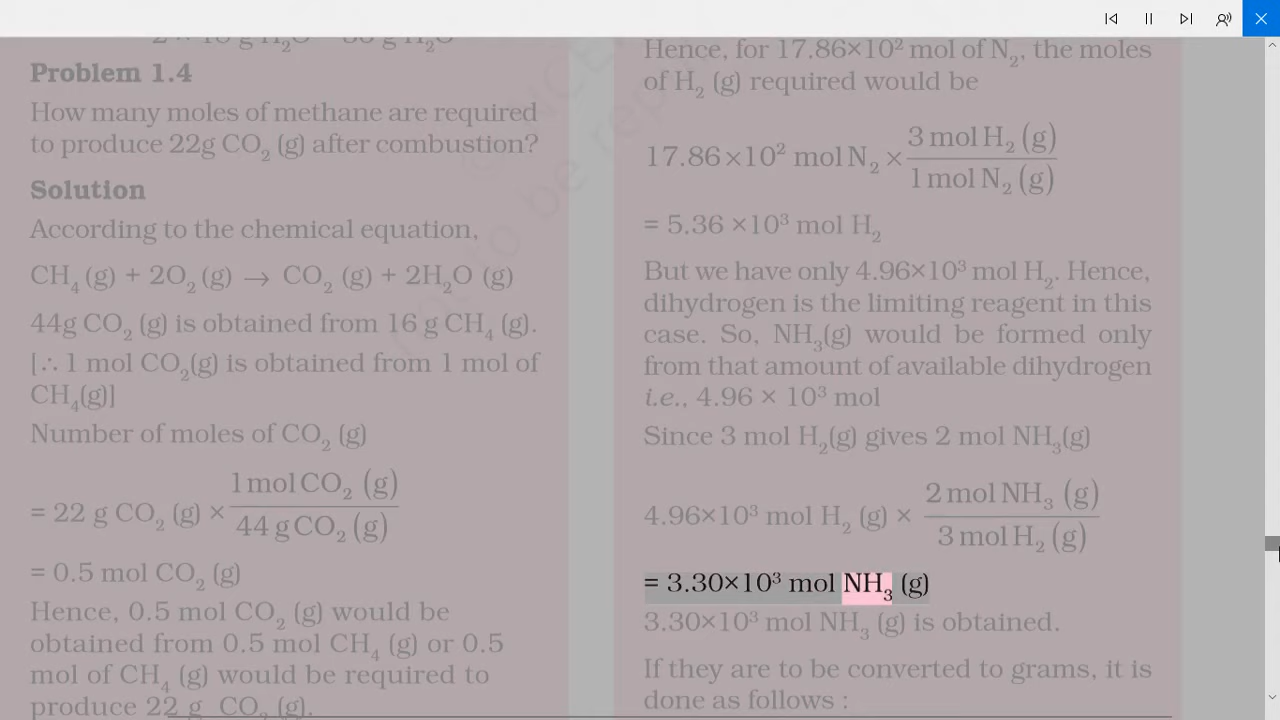 Problem 1.4
How many moles of methane are required
to produce 22g CO₂ (g) after combustion?
Solution
According to the chemical equation,
CH₄ (g) + 2O₂ (g) → CO₂ (g) + 2H₂O (g)
44g CO₂ (g) is obtained from 16 g CH₄ (g).
[∴ 1 mol CO₂(g) is obtained from 1 mol of
CH₄(g)]
Number of moles of CO₂ (g)
= 22 g CO₂ (g) × 1 mol CO₂ (g) / 44 g CO₂ (g)
= 0.5 mol CO₂ (g)
Hence, 0.5 mol CO₂ (g) would be
obtained from 0.5 mol CH₄ (g) or 0.5
mol of CH₄ (g) would be required to
produce 22 g CO₂ (g).
Hence, for 17.86×10² mol of N₂, the moles
of H₂ (g) required would be
17.86×10² mol N₂ × 3 mol H₂ (g) / 1 mol N₂ (g)
= 5.36 ×10³ mol H₂
But we have only 4.96×10³ mol H₂. Hence,
dihydrogen is the limiting reagent in this
case. So, NH₃(g) would be formed only
from that amount of available dihydrogen
i.e., 4.96 × 10³ mol
Since 3 mol H₂(g) gives 2 mol NH₃(g)
4.96×10³ mol H₂ (g) × 2 mol NH₃ (g) / 3 mol H₂ (g)
= 3.30×10³ mol NH₃ (g)
3.30×10³ mol NH₃ (g) is obtained.
If they are to be converted to grams, it is
done as follows :